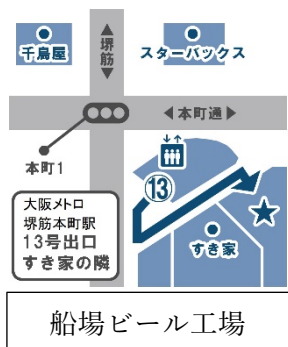 千鳥屋
▲堺筋▼
スターバックス
◀本町通▶
本町1
⑬
大阪メトロ
堺筋本町駅
13号出口
すき家の隣
すき家
船場ビール工場